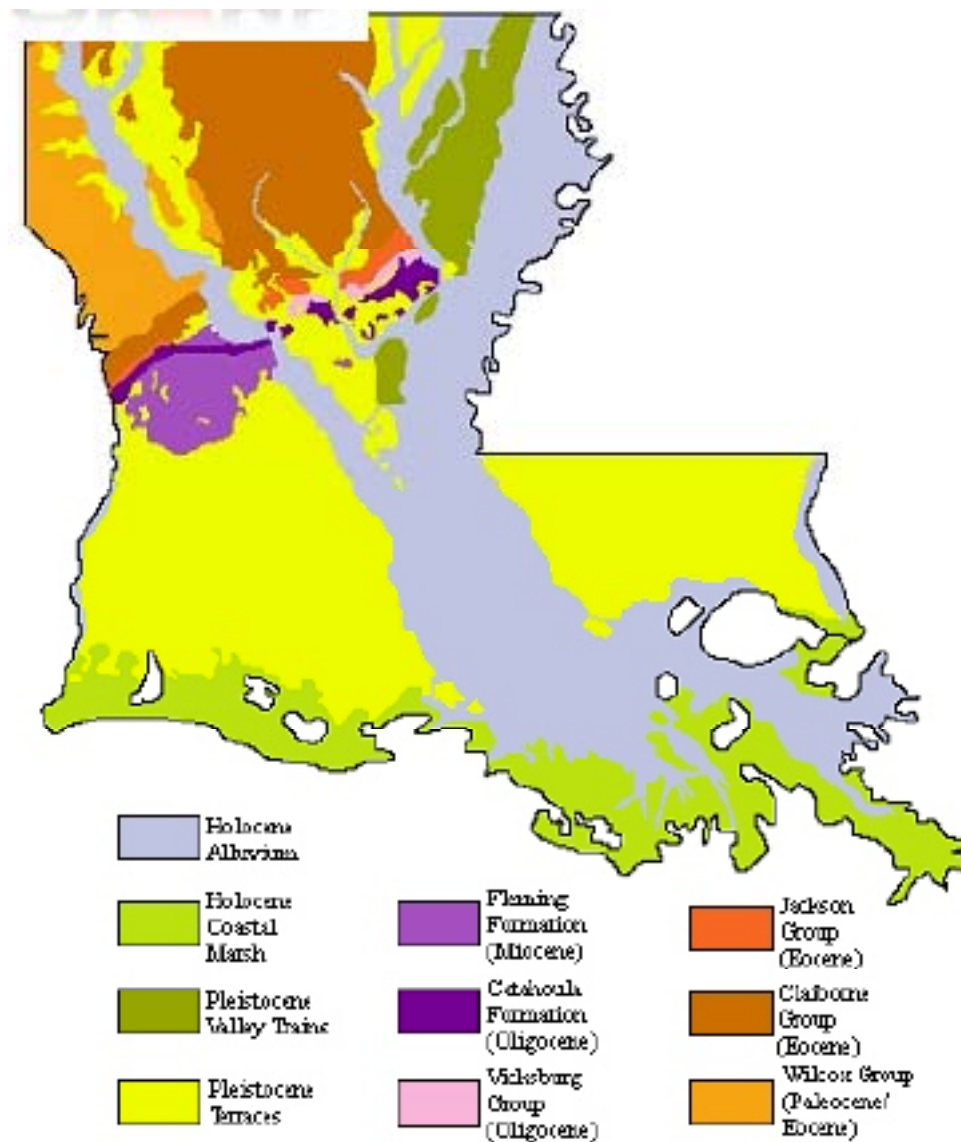 Holocene
Alluvium
Holocene
Coastal
Marsh
Pleistocene
Valley Trains
Pleistocene
Terraces
Fleming
Formation
(Miocene)
Catahoula
Formation
(Oligocene)
Vicksburg
Group
(Oligocene)
Jackson
Group
(Eocene)
Claiborne
Group
(Eocene)
Wilcox Group
(Paleocene/
Eocene)